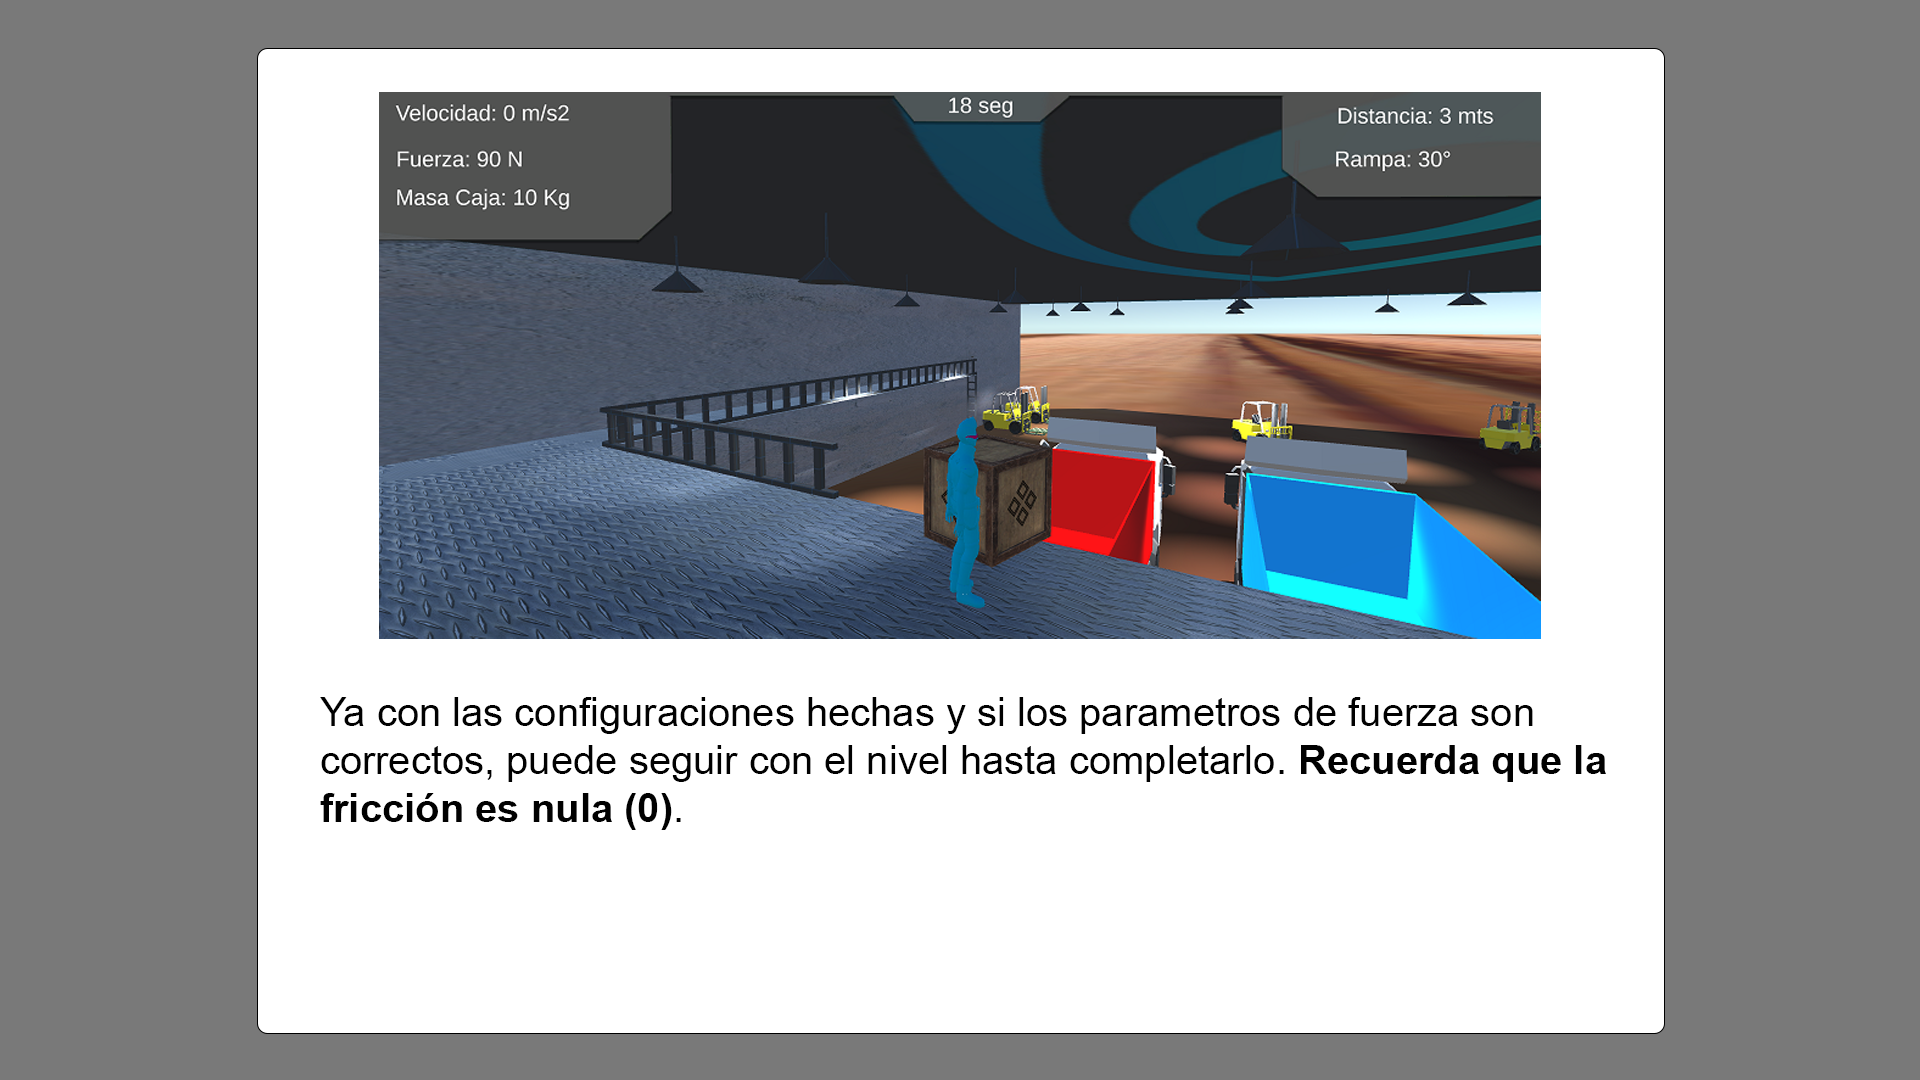 Velocidad: 0 m/s2
Fuerza: 90 N
Masa Caja: 10 Kg
18 seg
Distancia: 3 mts
Rampa: 30°
Ya con las configuraciones hechas y si los parametros de fuerza son
correctos, puede seguir con el nivel hasta completarlo. Recuerda que la
fricción es nula (0).